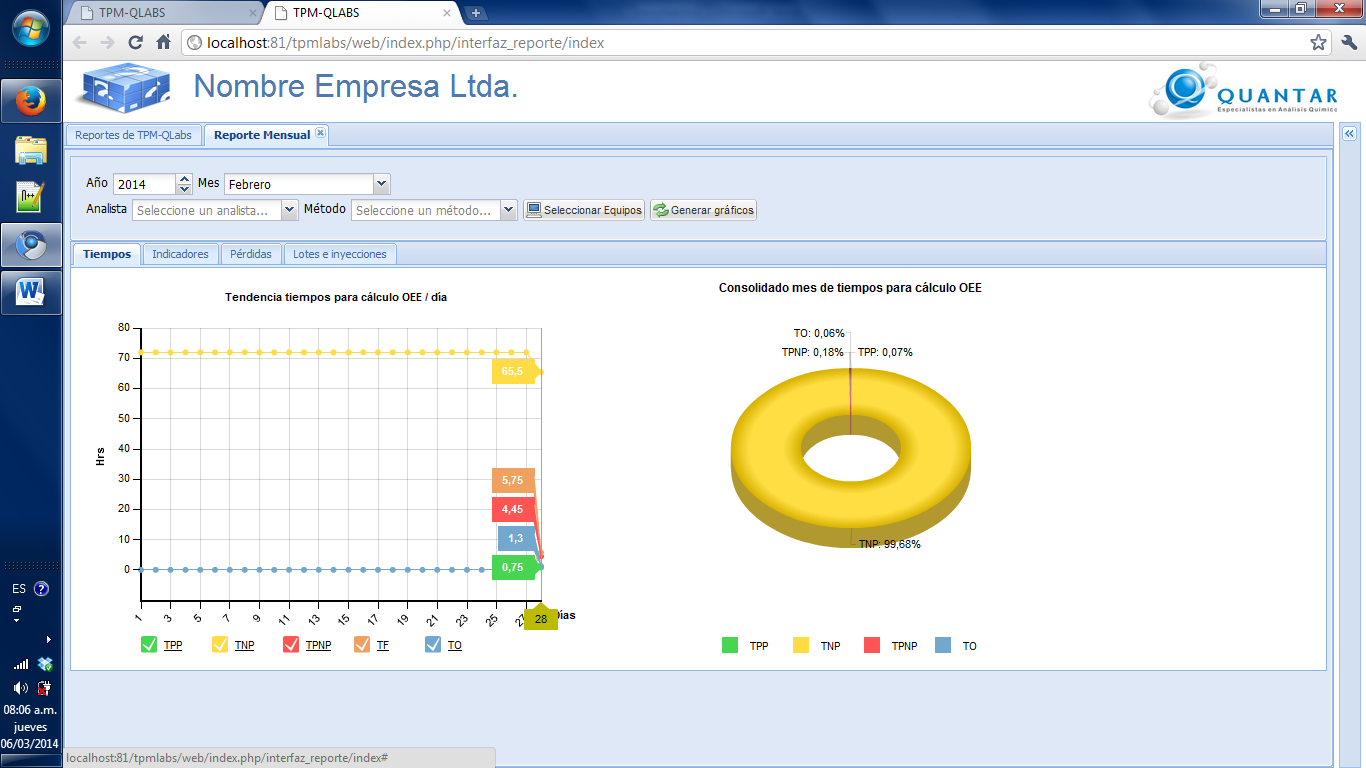 TPM-QLABS
TPM-QLABS
localhost:81/tpmlabs/web/index.php/interfaz_reporte/index
Nombre Empresa Ltda.
QUANTAR
Especialistas en Análisis Químico
Reportes de TPM-QLabs
Reporte Mensual
Año 2014 Mes Febrero
Analista Seleccione un analista... Método Seleccione un método... Seleccionar Equipos Generar gráficos
Tiempos Indicadores Pérdidas Lotes e inyecciones
Tendencia tiempos para cálculo OEE / día
80
70
60
50
40
30
20
10
0
Hrs
65,5
5,75
4,45
1,3
0,75
1 3 5 7 9 11 13 15 17 19 21 23 25 27
28
Días
TPP TNP TPNP TF TO
Consolidado mes de tiempos para cálculo OEE
TO: 0,06%
TPNP: 0,18% TPP: 0,07%
TNP: 99,68%
TPP TNP TPNP TO
ES
08:06 a.m.
jueves
06/03/2014
localhost:81/tpmlabs/web/index.php/interfaz_reporte/index#